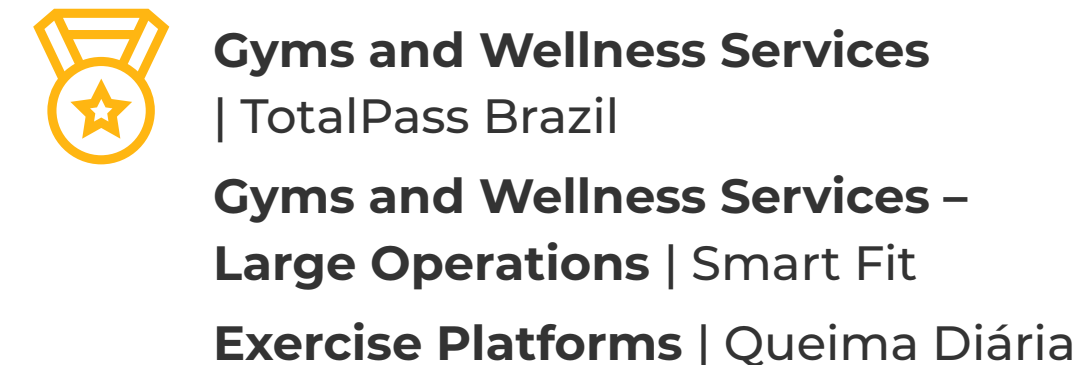 Gyms and Wellness Services
| TotalPass Brazil
Gyms and Wellness Services –
Large Operations | Smart Fit
Exercise Platforms | Queima Diária